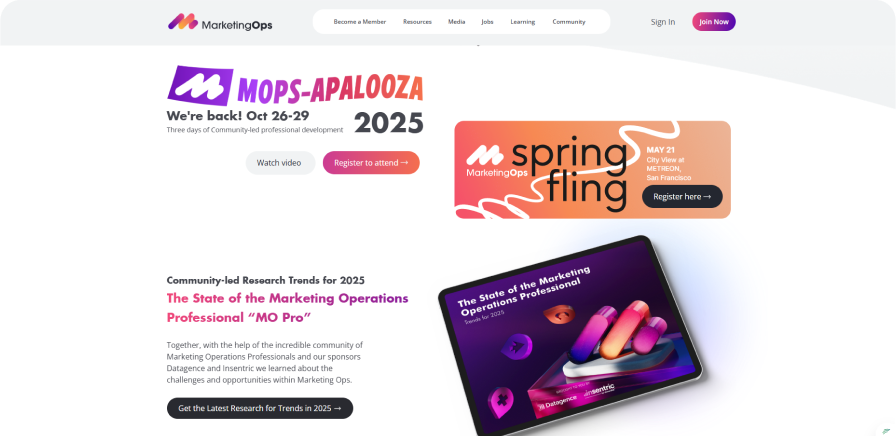 MarketingOps
Become a Member
Resources
Media
Jobs
Learning
Community
Sign In
Join Now
MOPS-APALOOZA
We're back! Oct 26-29
Three days of Community-led professional development
2025
Watch video
Register to attend →
MarketingOps
spring
fling
MAY 21
City View at
METREON,
San Francisco
Register here →
Community-led Research Trends for 2025
The State of the Marketing Operations
Professional “MO Pro”
Together, with the help of the incredible community of
Marketing Operations Professionals and our sponsors
Datagence and Insentric we learned about the
challenges and opportunities within Marketing Ops.
Get the Latest Research for Trends in 2025 →
The State of the Marketing
Operations Professional
Trends for 2025
Datagence
insentric